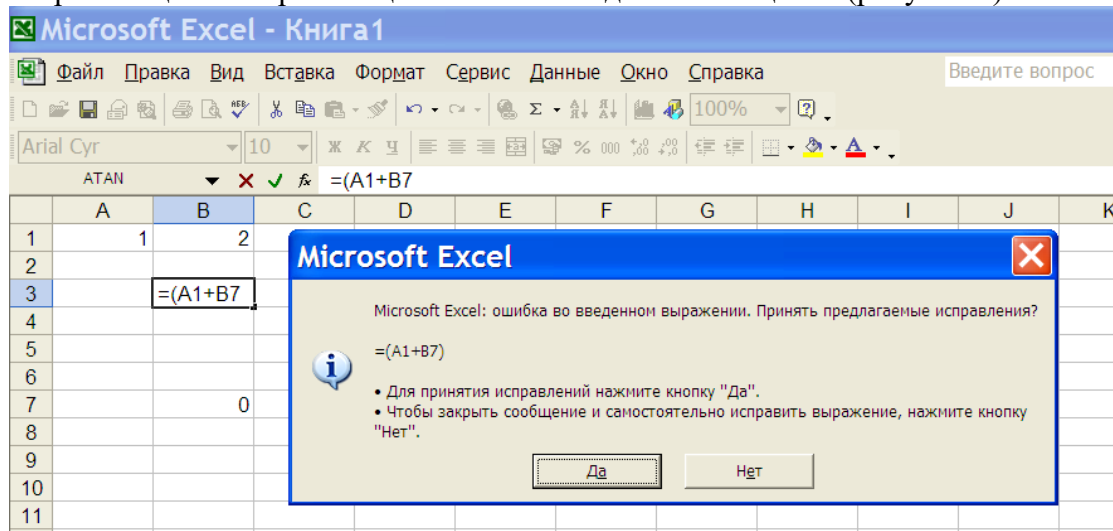 Microsoft Excel - Книга1
Файл Правка Вид Вставка Формат Сервис Данные Окно Справка Введите вопрос
100%
Arial Cyr 10 Ж К Ч % 000
ATAN =(A1+B7
A B C D E F G H I J K
1 1 2
2
3 =(A1+B7
4
5
6
7 0
8
9
10
11
Microsoft Excel
Microsoft Excel: ошибка во введенном выражении. Принять предлагаемые исправления?
=(A1+B7)
• Для принятия исправлений нажмите кнопку "Да".
• Чтобы закрыть сообщение и самостоятельно исправить выражение, нажмите кнопку
"Нет".
Да Нет